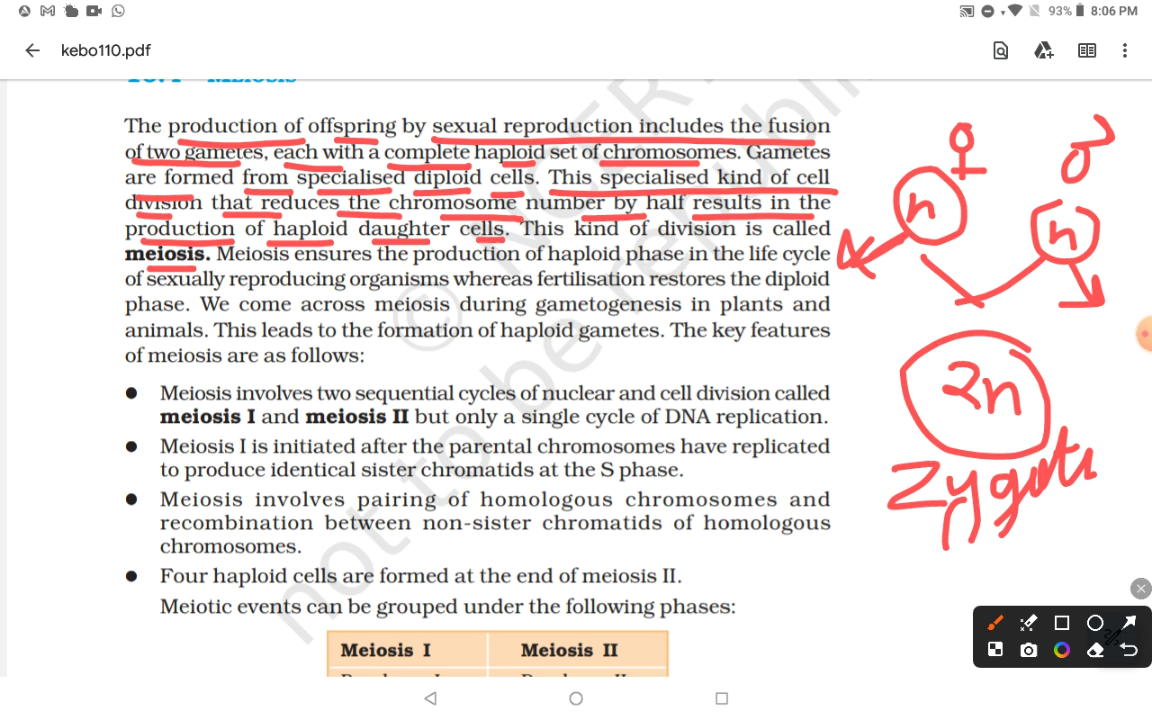 93% 8:06 PM
kebo110.pdf
The production of offspring by sexual reproduction includes the fusion
of two gametes, each with a complete haploid set of chromosomes. Gametes
are formed from specialised diploid cells. This specialised kind of cell
division that reduces the chromosome number by half results in the
production of haploid daughter cells. This kind of division is called
meiosis. Meiosis ensures the production of haploid phase in the life cycle
of sexually reproducing organisms whereas fertilisation restores the diploid
phase. We come across meiosis during gametogenesis in plants and
animals. This leads to the formation of haploid gametes. The key features
of meiosis are as follows:
● Meiosis involves two sequential cycles of nuclear and cell division called
meiosis I and meiosis II but only a single cycle of DNA replication.
● Meiosis I is initiated after the parental chromosomes have replicated
to produce identical sister chromatids at the S phase.
● Meiosis involves pairing of homologous chromosomes and
recombination between non-sister chromatids of homologous
chromosomes.
● Four haploid cells are formed at the end of meiosis II.
Meiotic events can be grouped under the following phases:
Meiosis I Meiosis II
♀ ♂
n n
2n
Zygote
© NCERT
not to be republi